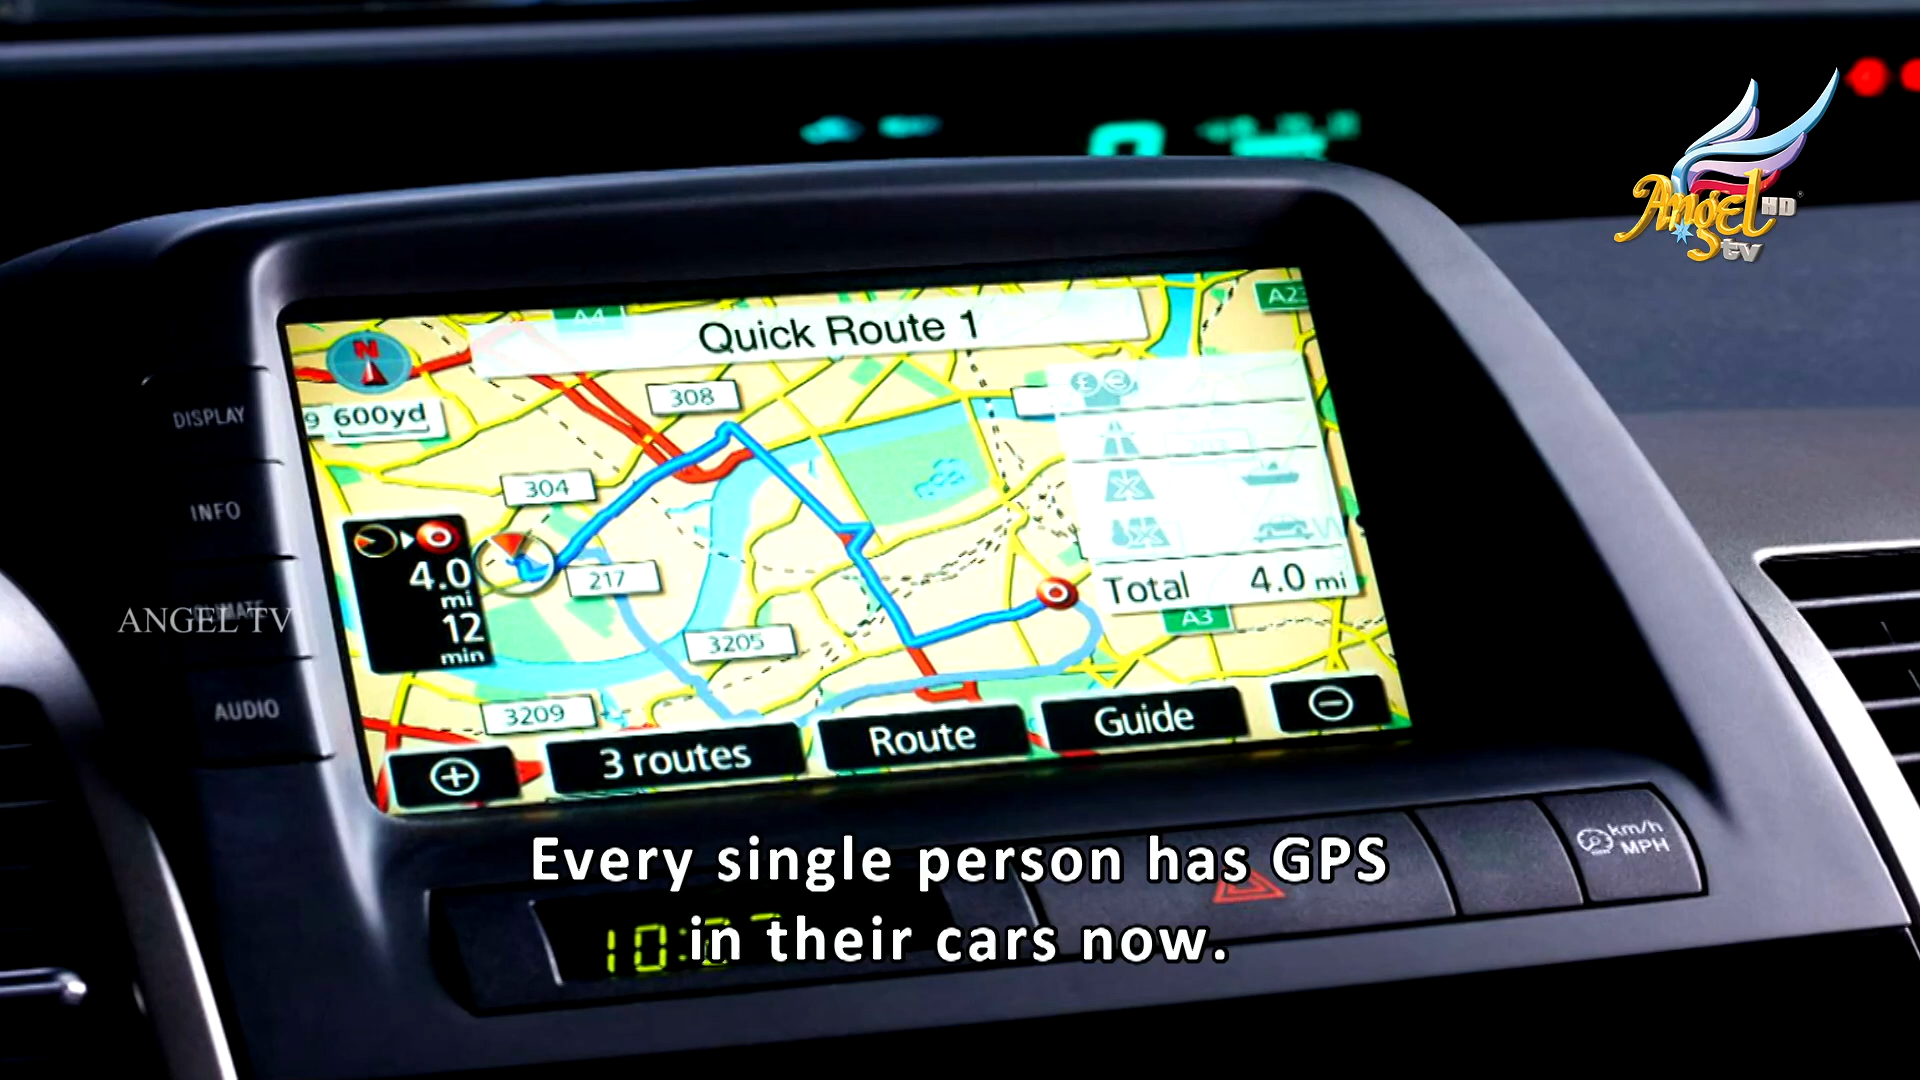 Angel HD
tv
A4
Quick Route 1
N
308
9 600yd
DISPLAY
304
INFO
4.0
mi
12
min
217
Total 4.0 mi
A3
ANGEL TV
3205
AUDIO
3209
3 routes
Route
Guide
km/h
MPH
Every single person has GPS
in their cars now.